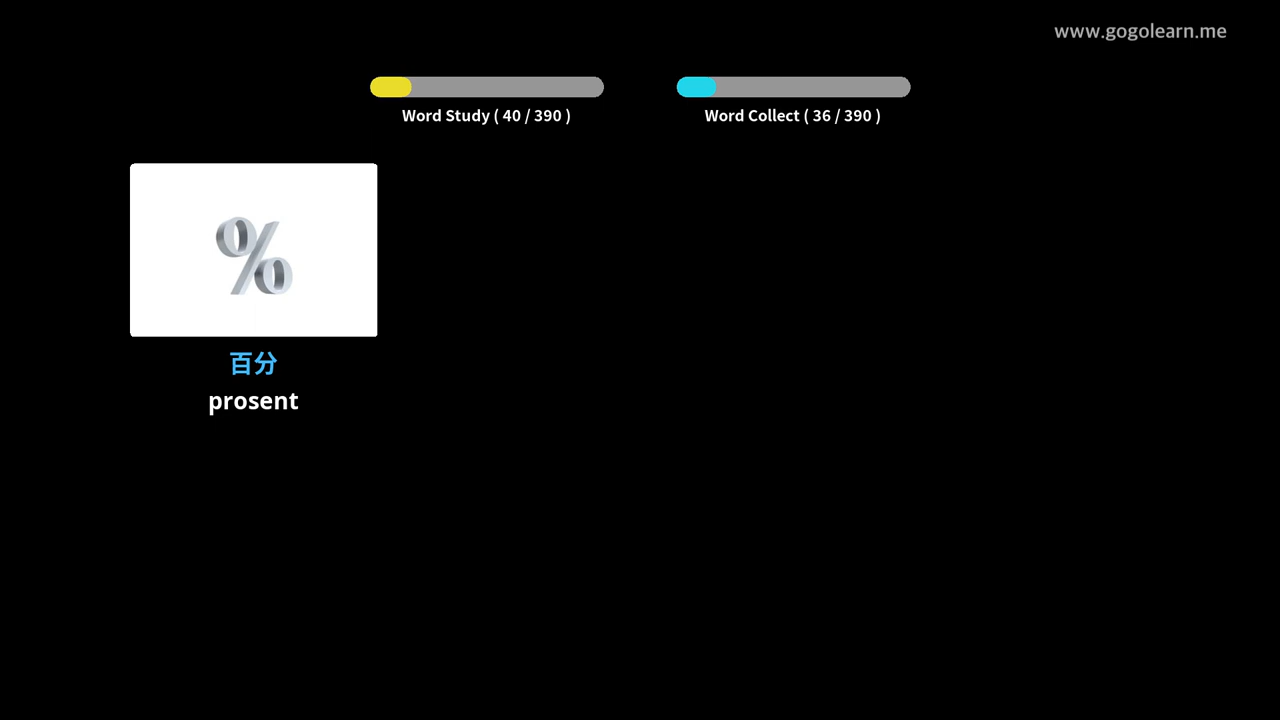 www.gogolearn.me
Word Study ( 40 / 390 )
Word Collect ( 36 / 390 )
%
百分
prosent